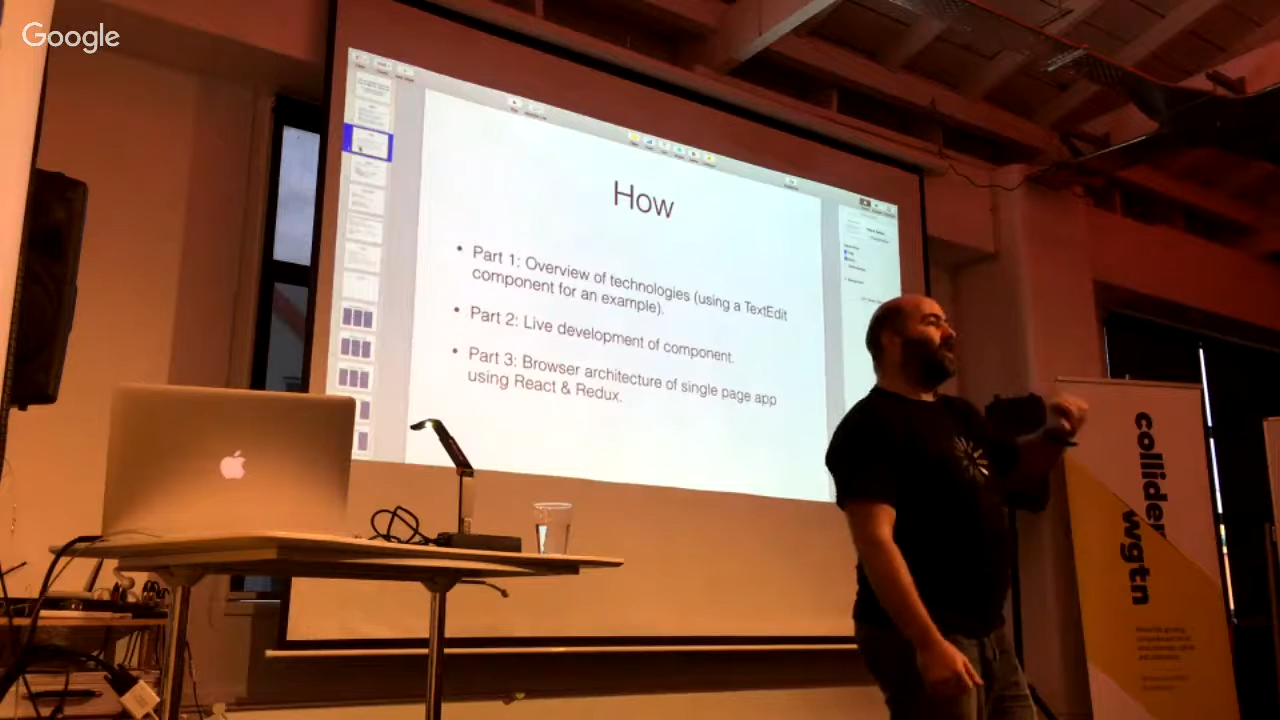 Google
How
• Part 1: Overview of technologies (using a TextEdit
component for an example).
• Part 2: Live development of component.
• Part 3: Browser architecture of single page app
using React & Redux.
collider
wgtn